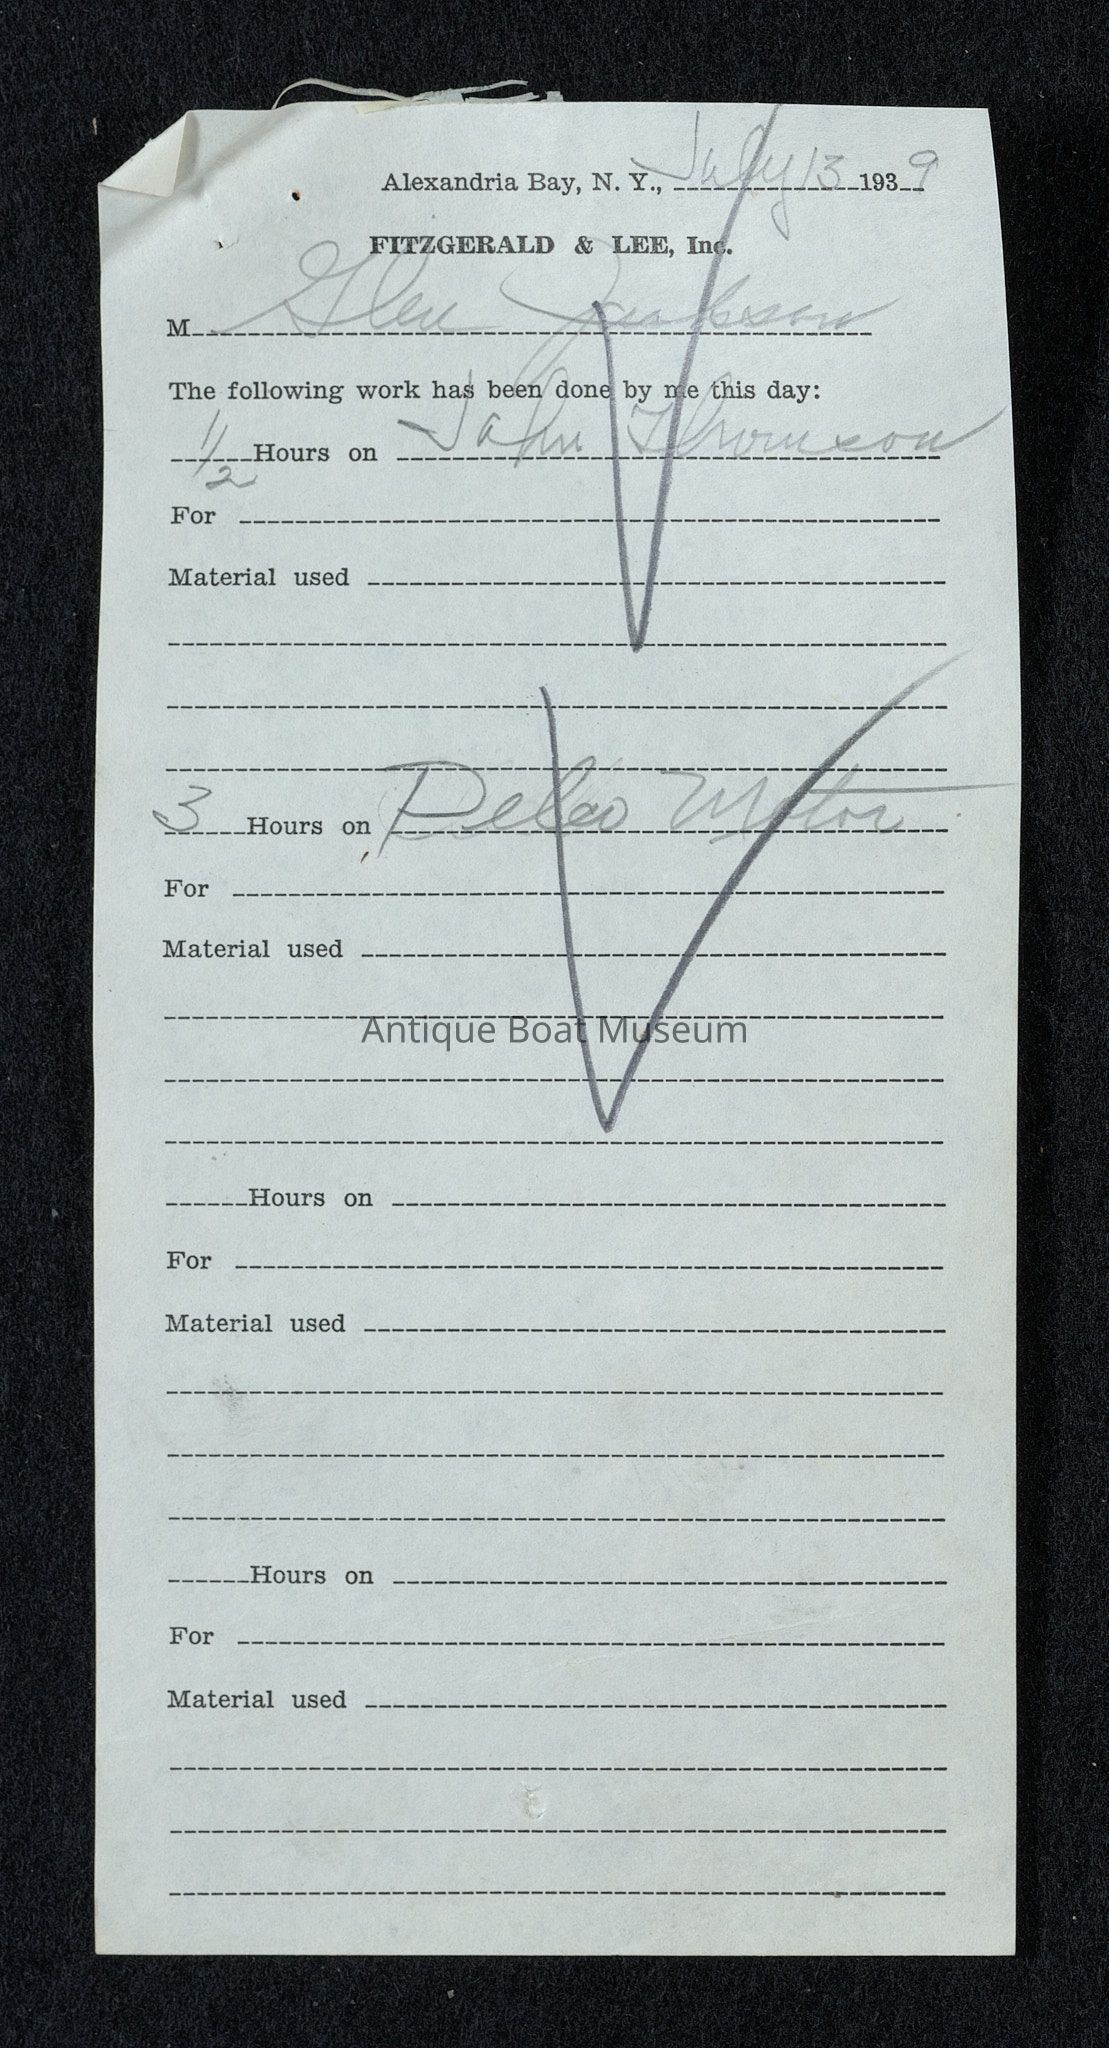 Alexandria Bay, N. Y., July 13 1939
FITZGERALD & LEE, Inc.
M Glen Jackson
The following work has been done by me this day:
1/2 Hours on John Thomson
For
Material used
3 Hours on Delco Motor
For
Material used
Antique Boat Museum
Hours on
For
Material used
Hours on
For
Material used